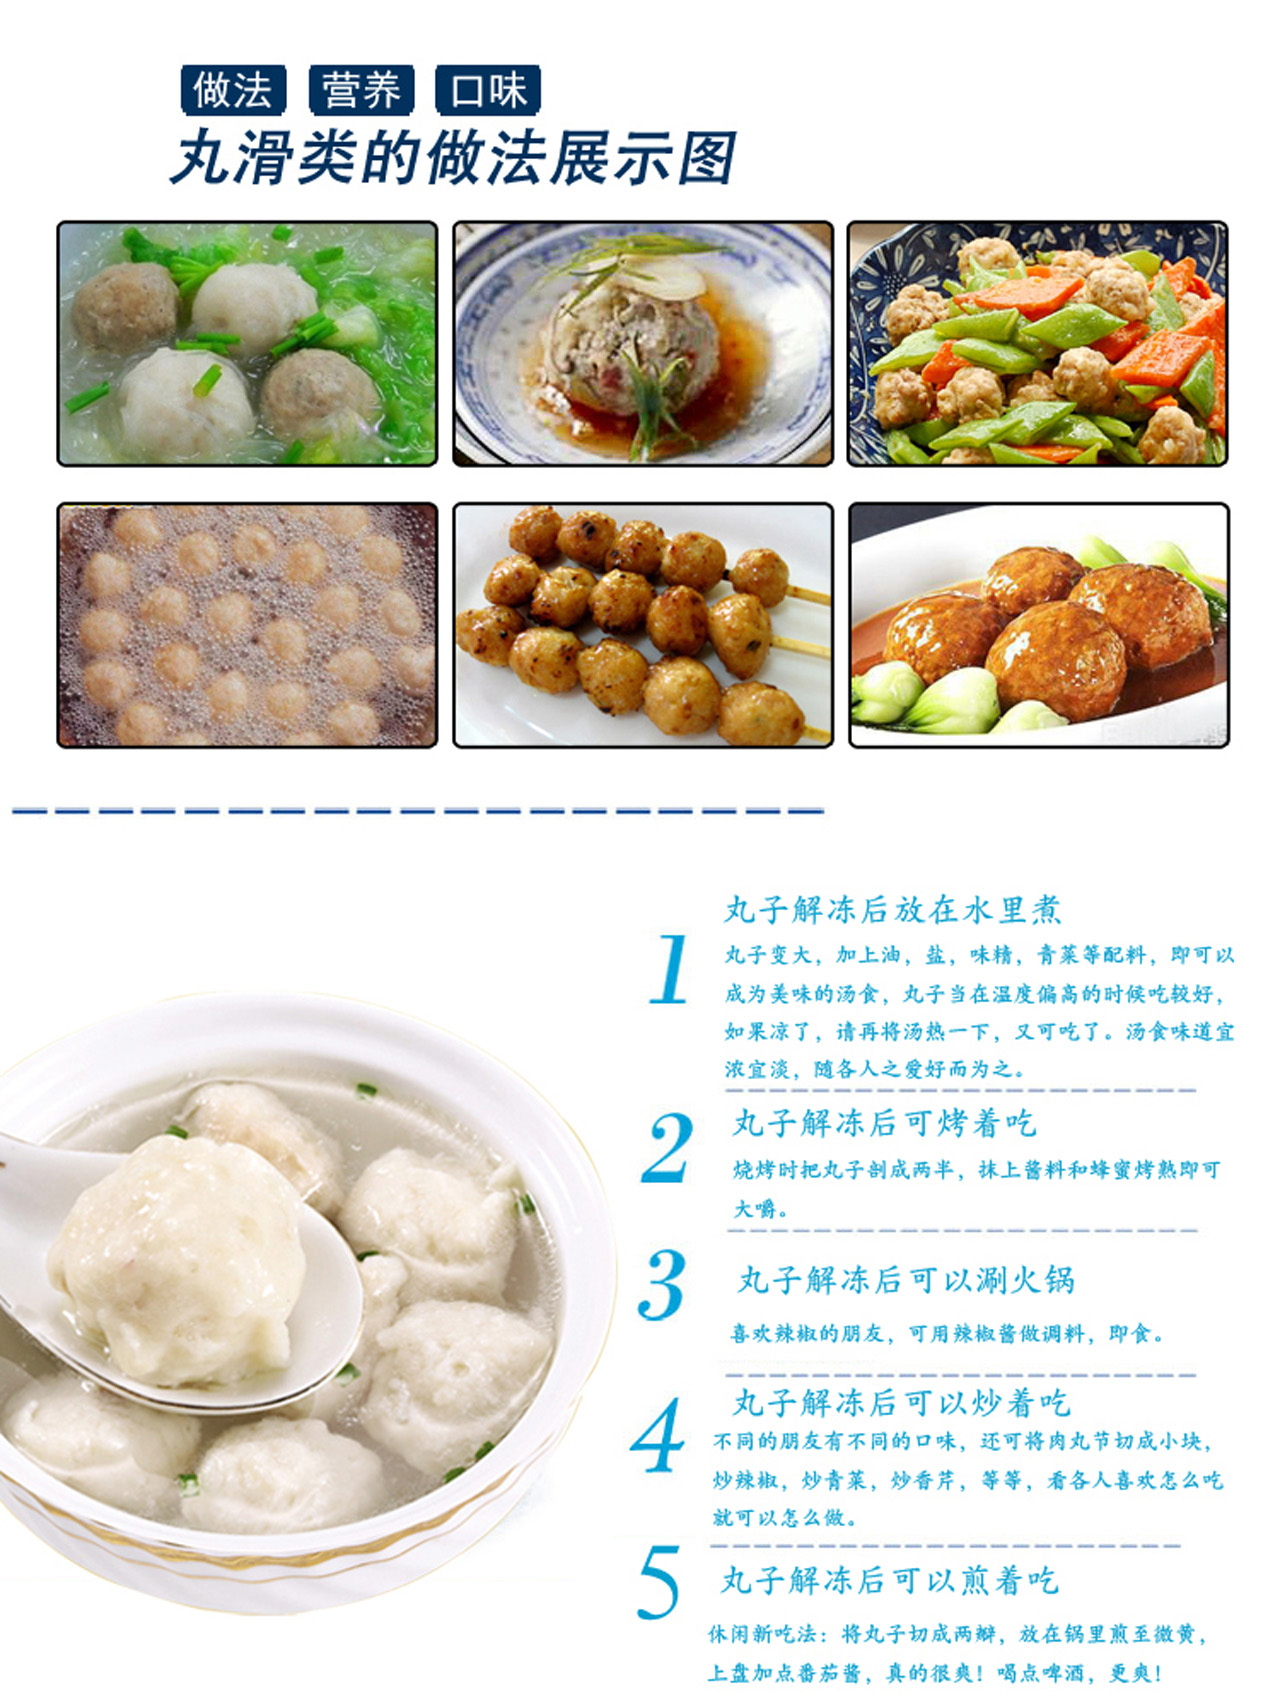 做法 营养 口味
丸滑类的做法展示图
1
丸子解冻后放在水里煮
丸子变大，加上油，盐，味精，青菜等配料，即可以
成为美味的汤食，丸子当在温度偏高的时候吃较好，
如果凉了，请再将汤热一下，又可吃了。汤食味道宜
浓宜淡，随各人之爱好而为之。
2
丸子解冻后可烤着吃
烧烤时把丸子剖成两半，抹上酱料和蜂蜜烤熟即可
大嚼。
3
丸子解冻后可以涮火锅
喜欢辣椒的朋友，可用辣椒酱做调料，即食。
4
丸子解冻后可以炒着吃
不同的朋友有不同的口味，还可将肉丸节切成小块，
炒辣椒，炒青菜，炒香芹，等等，看各人喜欢怎么吃
就可以怎么做。
5
丸子解冻后可以煎着吃
休闲新吃法：将丸子切成两瓣，放在锅里煎至微黄，
上盘加点番茄酱，真的很爽！喝点啤酒，更爽！